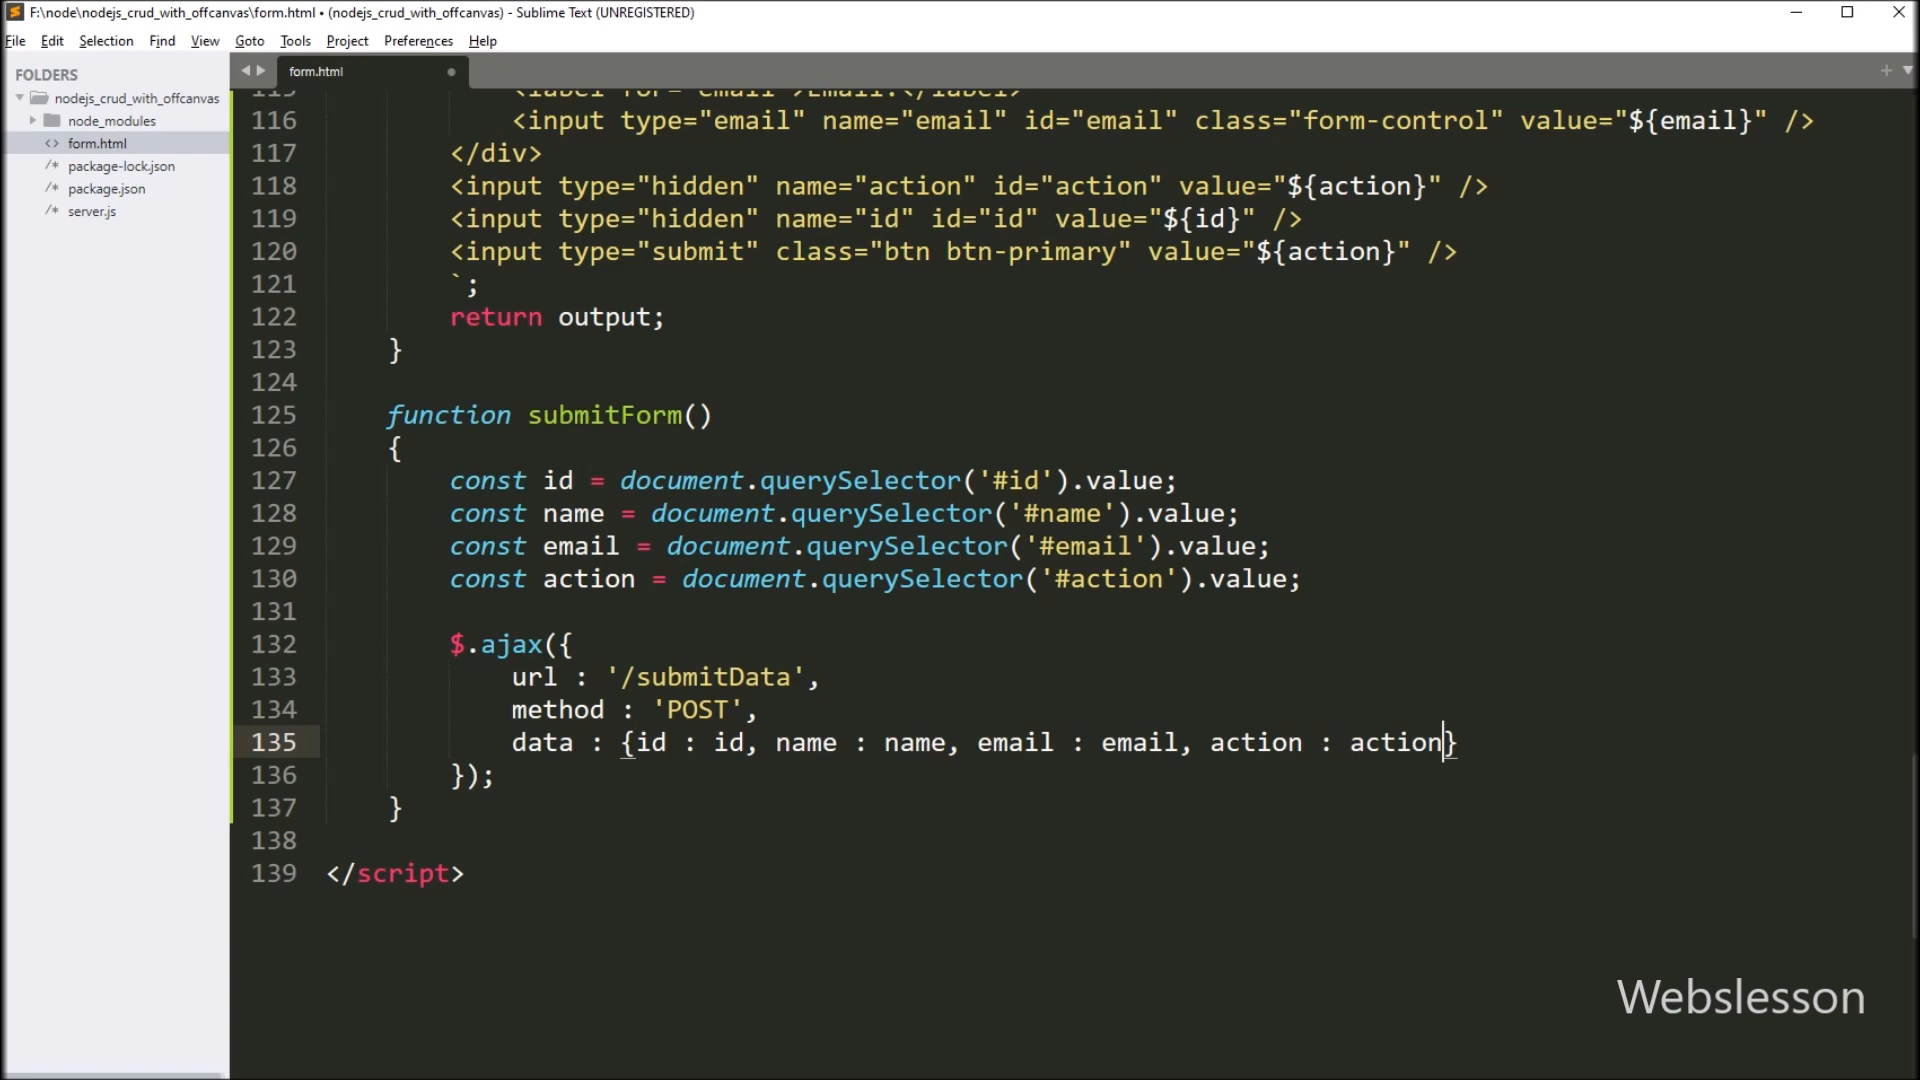 F:\node\nodejs_crud_with_offcanvas\form.html • (nodejs_crud_with_offcanvas) - Sublime Text (UNREGISTERED)
File Edit Selection Find View Goto Tools Project Preferences Help
FOLDERS
nodejs_crud_with_offcanvas
node_modules
<> form.html
/* package-lock.json
/* package.json
/* server.js
form.html
115 <label for="email">Email:</label>
116 <input type="email" name="email" id="email" class="form-control" value="${email}" />
117 </div>
118 <input type="hidden" name="action" id="action" value="${action}" />
119 <input type="hidden" name="id" id="id" value="${id}" />
120 <input type="submit" class="btn btn-primary" value="${action}" />
121 `;
122 return output;
123 }
124
125 function submitForm()
126 {
127 const id = document.querySelector('#id').value;
128 const name = document.querySelector('#name').value;
129 const email = document.querySelector('#email').value;
130 const action = document.querySelector('#action').value;
131
132 $.ajax({
133 url : '/submitData',
134 method : 'POST',
135 data : {id : id, name : name, email : email, action : action}
136 });
137 }
138
139 </script>
Webslesson